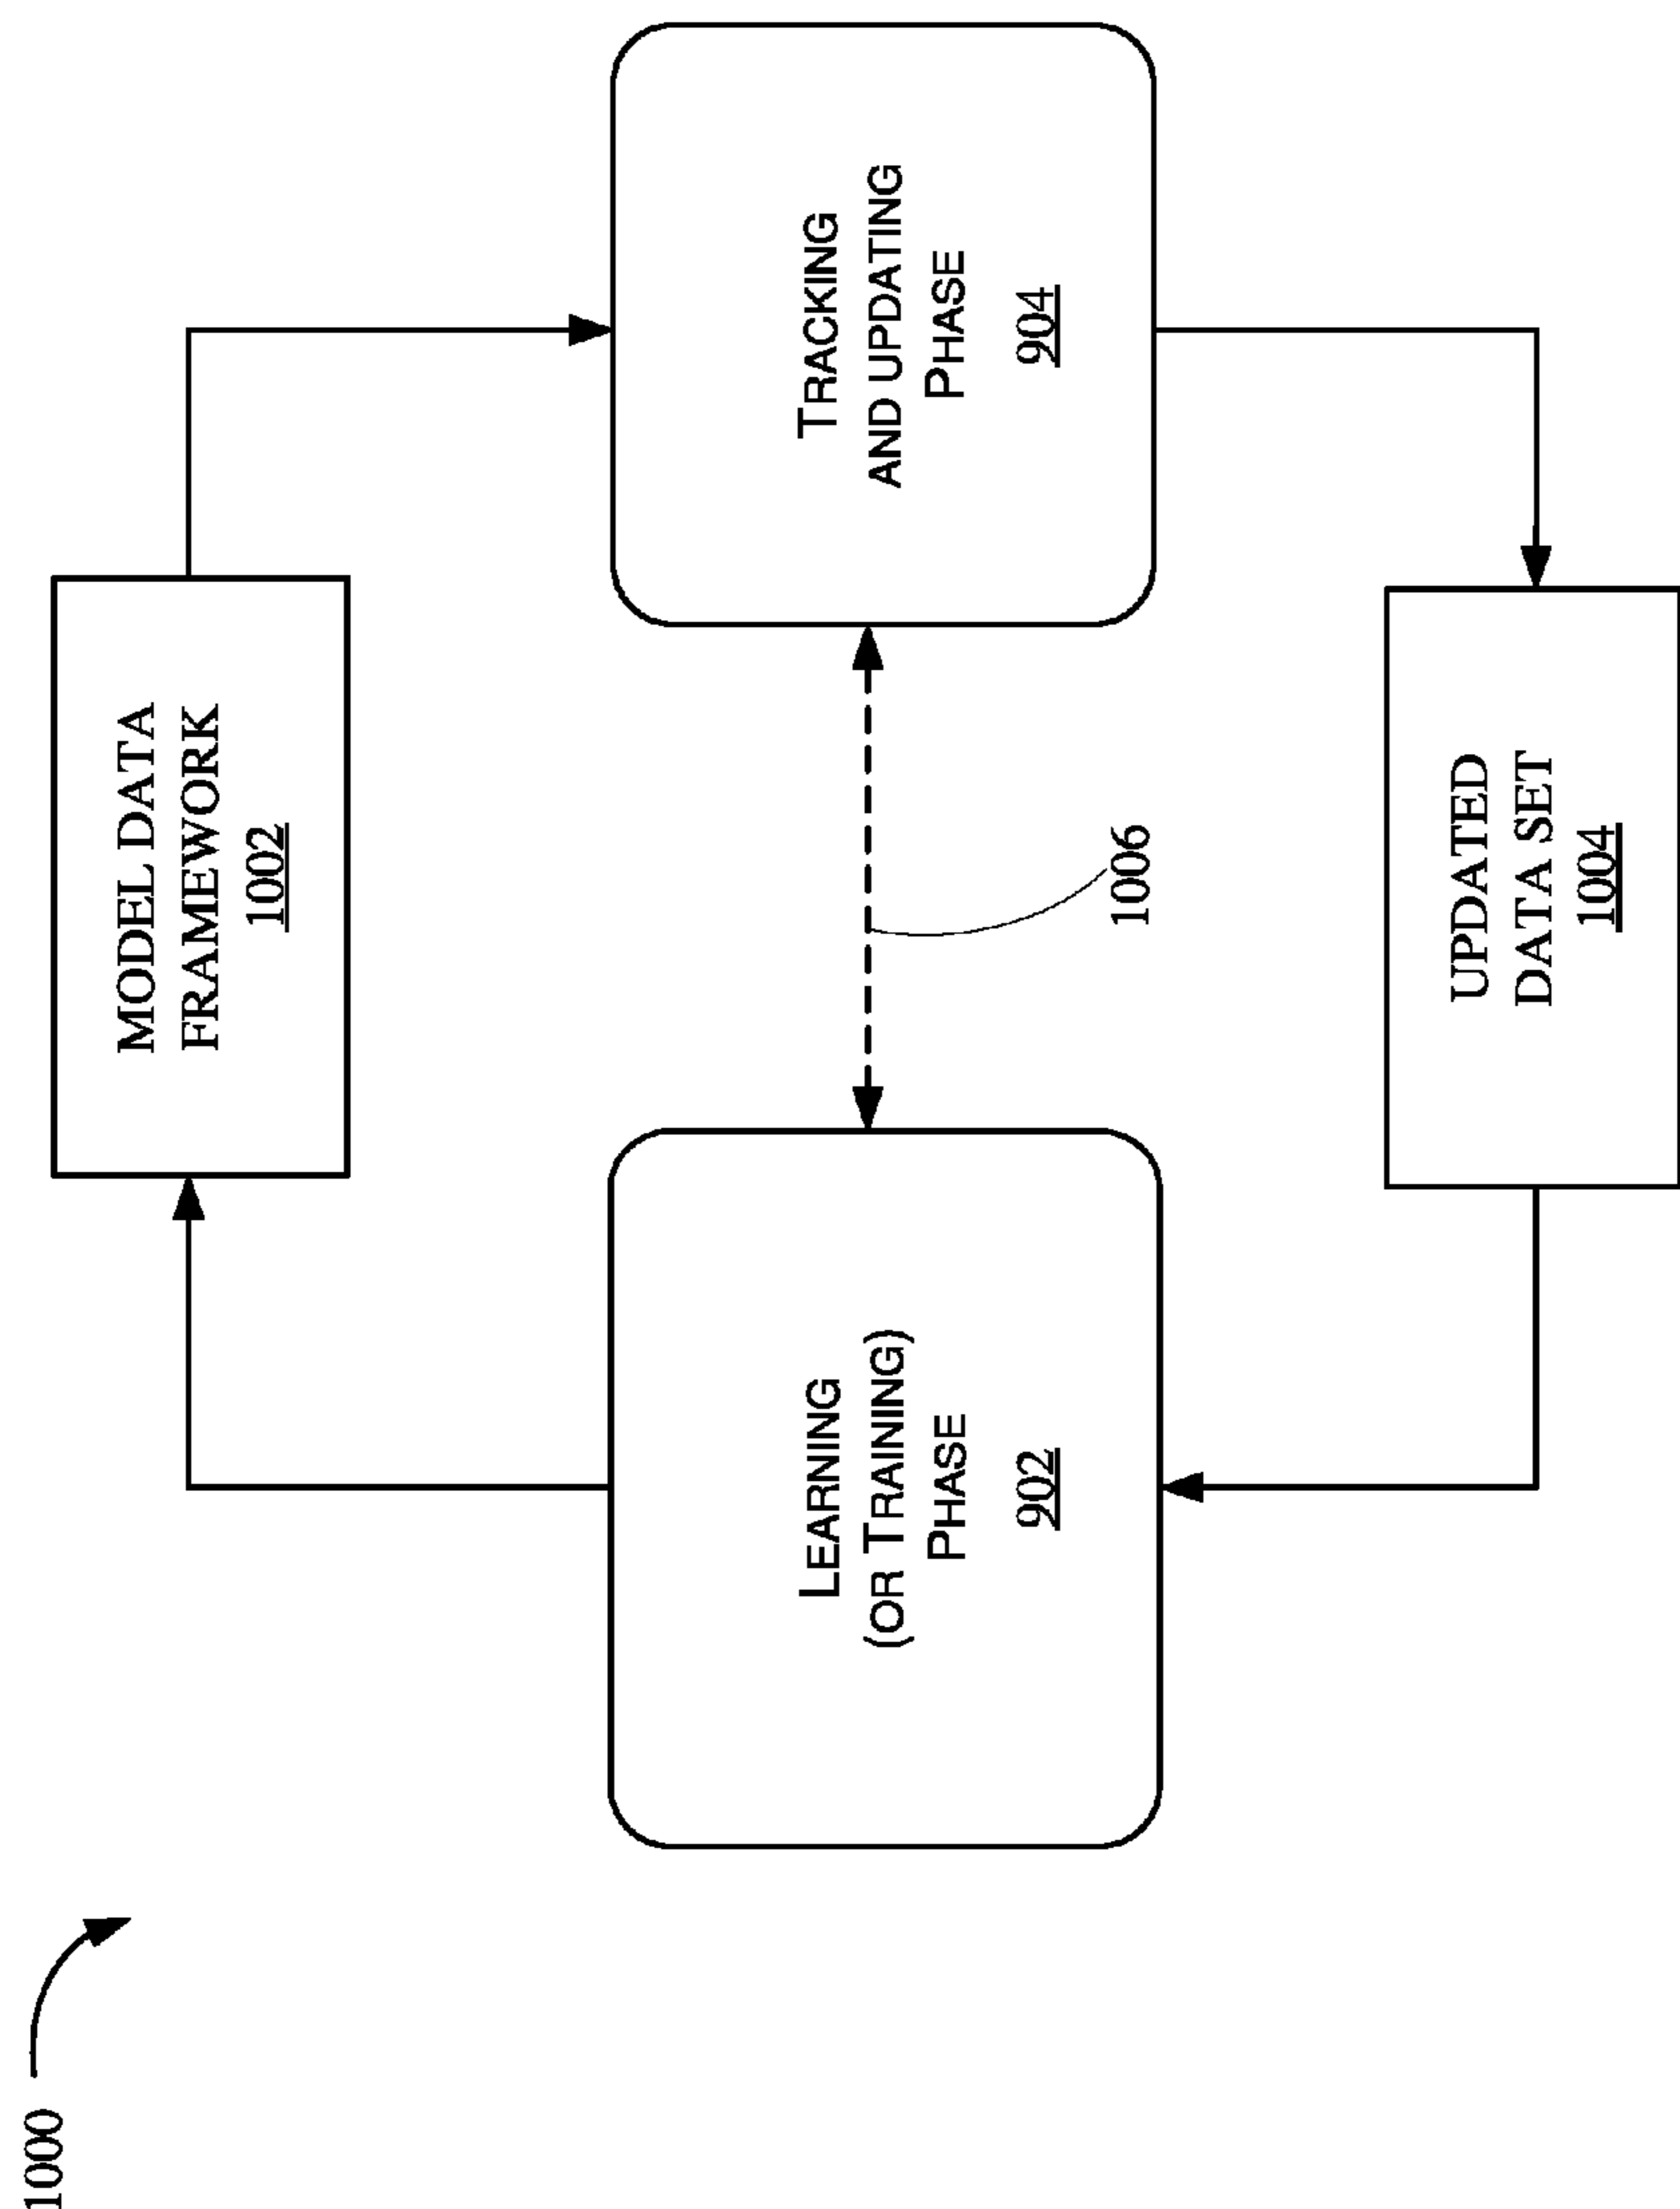 1000
MODEL DATA
FRAMEWORK
1002
LEARNING
(OR TRAINING)
PHASE
902
1006
TRACKING
AND UPDATING
PHASE
904
UPDATED
DATA SET
1004